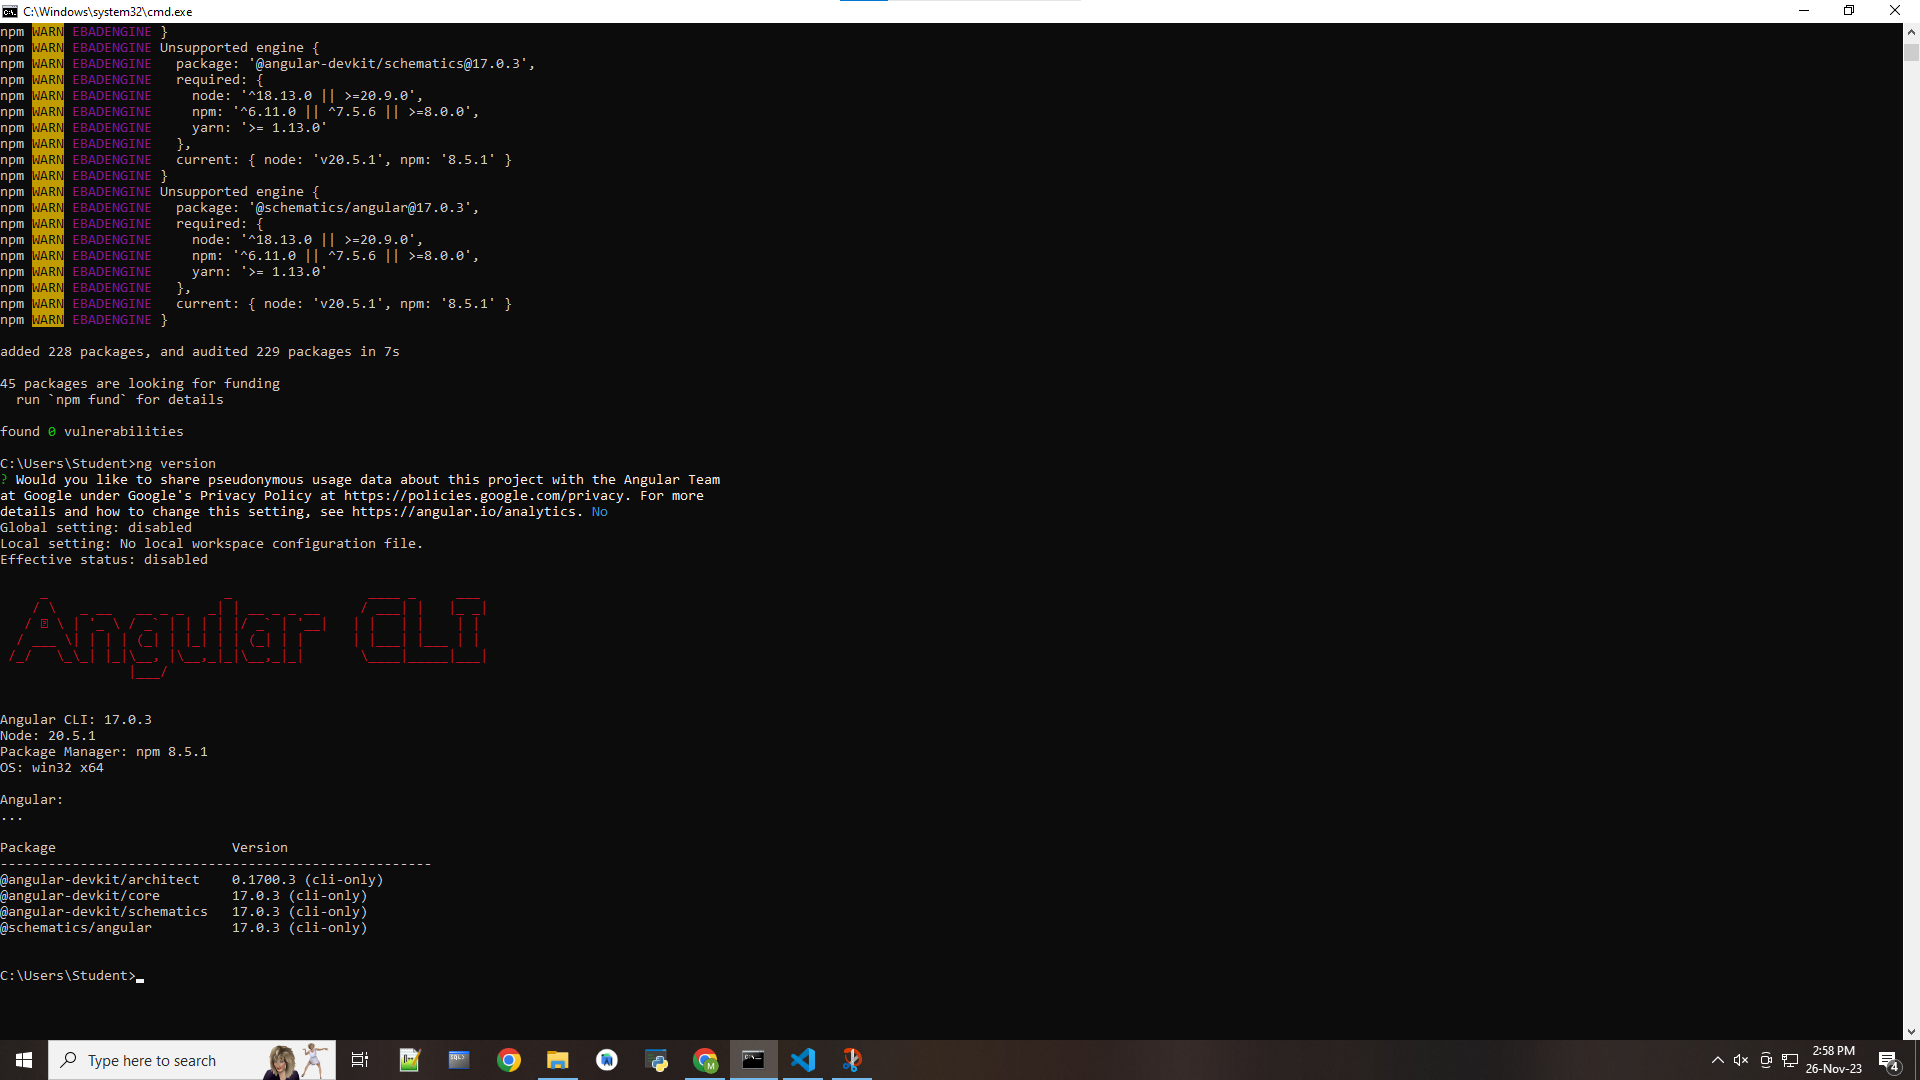 C:\Windows\system32\cmd.exe
npm WARN EBADENGINE }
npm WARN EBADENGINE Unsupported engine {
npm WARN EBADENGINE   package: '@angular-devkit/schematics@17.0.3',
npm WARN EBADENGINE   required: {
npm WARN EBADENGINE     node: '^18.13.0 || >=20.9.0',
npm WARN EBADENGINE     npm: '^6.11.0 || ^7.5.6 || >=8.0.0',
npm WARN EBADENGINE     yarn: '>= 1.13.0'
npm WARN EBADENGINE   },
npm WARN EBADENGINE   current: { node: 'v20.5.1', npm: '8.5.1' }
npm WARN EBADENGINE }
npm WARN EBADENGINE Unsupported engine {
npm WARN EBADENGINE   package: '@schematics/angular@17.0.3',
npm WARN EBADENGINE   required: {
npm WARN EBADENGINE     node: '^18.13.0 || >=20.9.0',
npm WARN EBADENGINE     npm: '^6.11.0 || ^7.5.6 || >=8.0.0',
npm WARN EBADENGINE     yarn: '>= 1.13.0'
npm WARN EBADENGINE   },
npm WARN EBADENGINE   current: { node: 'v20.5.1', npm: '8.5.1' }
npm WARN EBADENGINE }
added 228 packages, and audited 229 packages in 7s
45 packages are looking for funding
  run `npm fund` for details
found 0 vulnerabilities
C:\Users\Student>ng version
? Would you like to share pseudonymous usage data about this project with the Angular Team
at Google under Google's Privacy Policy at https://policies.google.com/privacy. For more
details and how to change this setting, see https://angular.io/analytics. No
Global setting: disabled
Local setting: No local workspace configuration file.
Effective status: disabled
Angular CLI
Angular CLI: 17.0.3
Node: 20.5.1
Package Manager: npm 8.5.1
OS: win32 x64
Angular:
...
Package                      Version
------------------------------------------------------
@angular-devkit/architect    0.1700.3 (cli-only)
@angular-devkit/core         17.0.3 (cli-only)
@angular-devkit/schematics   17.0.3 (cli-only)
@schematics/angular          17.0.3 (cli-only)
C:\Users\Student>
Type here to search
2:58 PM
26-Nov-23
4